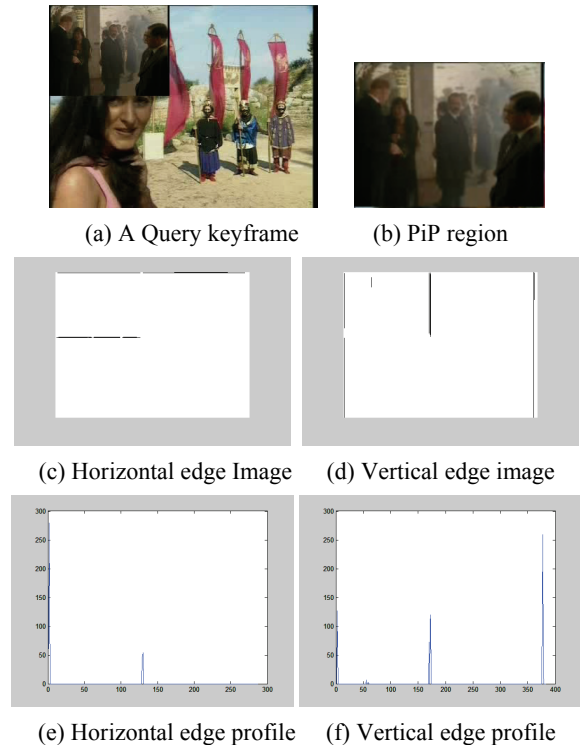 (a) A Query keyframe
(b) PiP region
(c) Horizontal edge Image
(d) Vertical edge image
300
250
200
150
100
50
0
0 50 100 150 200 250 300
300
250
200
150
100
50
0
0 50 100 150 200 250 300 350 400
(e) Horizontal edge profile
(f) Vertical edge profile